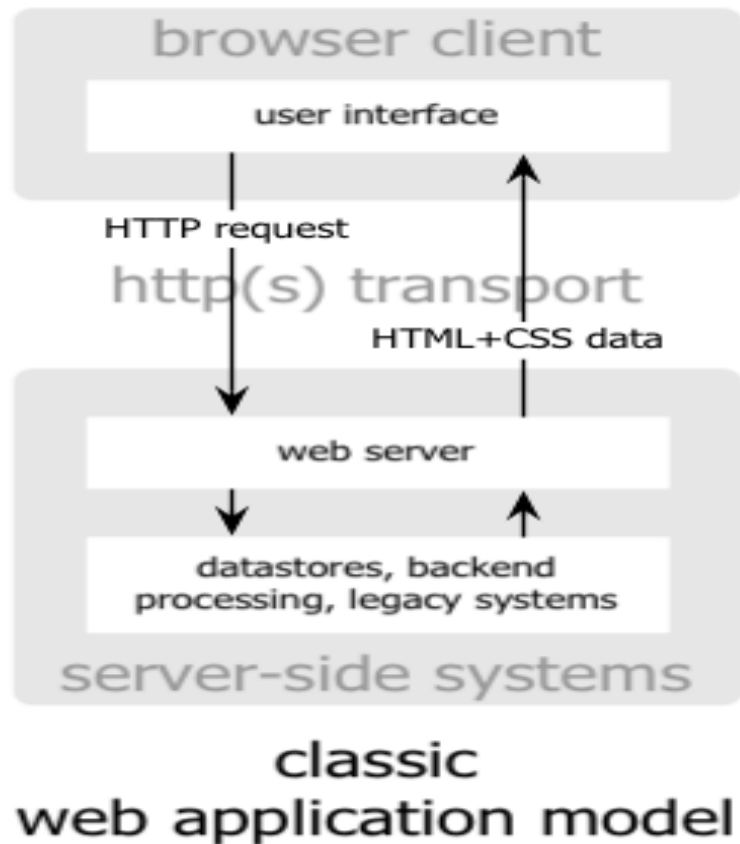 browser client
user interface
HTTP request
http(s) transport
HTML+CSS data
web server
datastores, backend
processing, legacy systems
server-side systems
classic
web application model